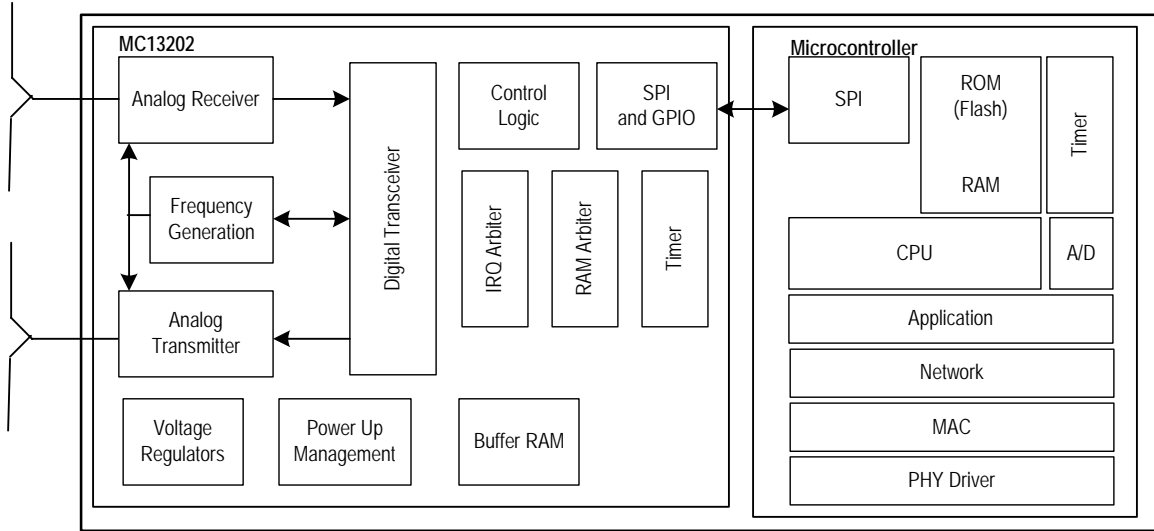 MC13202
Analog Receiver
Frequency
Generation
Analog
Transmitter
Digital Transceiver
Control
Logic
SPI
and GPIO
IRQ Arbiter
RAM Arbiter
Timer
Voltage
Regulators
Power Up
Management
Buffer RAM
Microcontroller
SPI
ROM
(Flash)
RAM
Timer
CPU
A/D
Application
Network
MAC
PHY Driver